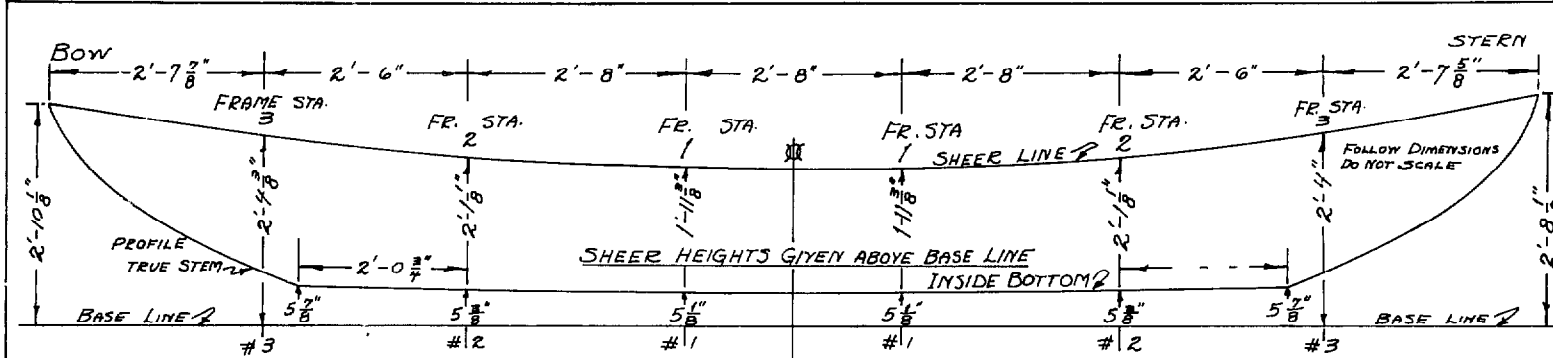 BOW
STERN
2'-7 7/8" 2'-6" 2'-8" 2'-8" 2'-8" 2'-6" 2'-7 5/8"
FRAME STA. 3
FR. STA. 2
FR. STA. 1
FR. STA 1
FR. STA. 2
FR. STA. 3
SHEER LINE
FOLLOW DIMENSIONS
DO NOT SCALE
2'-10 1/8" 2'-4 3/8" 2'-1 1/8" 1'-11 3/8" 1-11 3/8" 2'-1 1/8" 2'-4" 2'-8 1/2"
PROFILE
TRUE STEM
2'-0 3/4"
SHEER HEIGHTS GIVEN ABOVE BASE LINE
INSIDE BOTTOM
5 7/8" 5 3/8" 5 1/8" 5 1/8" 5 3/8" 5 7/8"
BASE LINE
BASE LINE
#3 #2 #1 #1 #2 #3